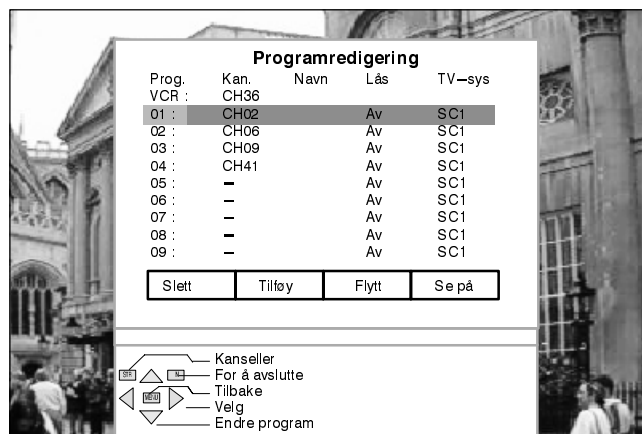 Programredigering
Prog. Kan. Navn Lås TV-sys
VCR : CH36
01 : CH02 Av SC1
02 : CH06 Av SC1
03 : CH09 Av SC1
04 : CH41 Av SC1
05 : – Av SC1
06 : – Av SC1
07 : – Av SC1
08 : – Av SC1
09 : – Av SC1
Slett Tilføy Flytt Se på
Kanseller
STR N For å avslutte
Tilbake
MENU
Velg
Endre program